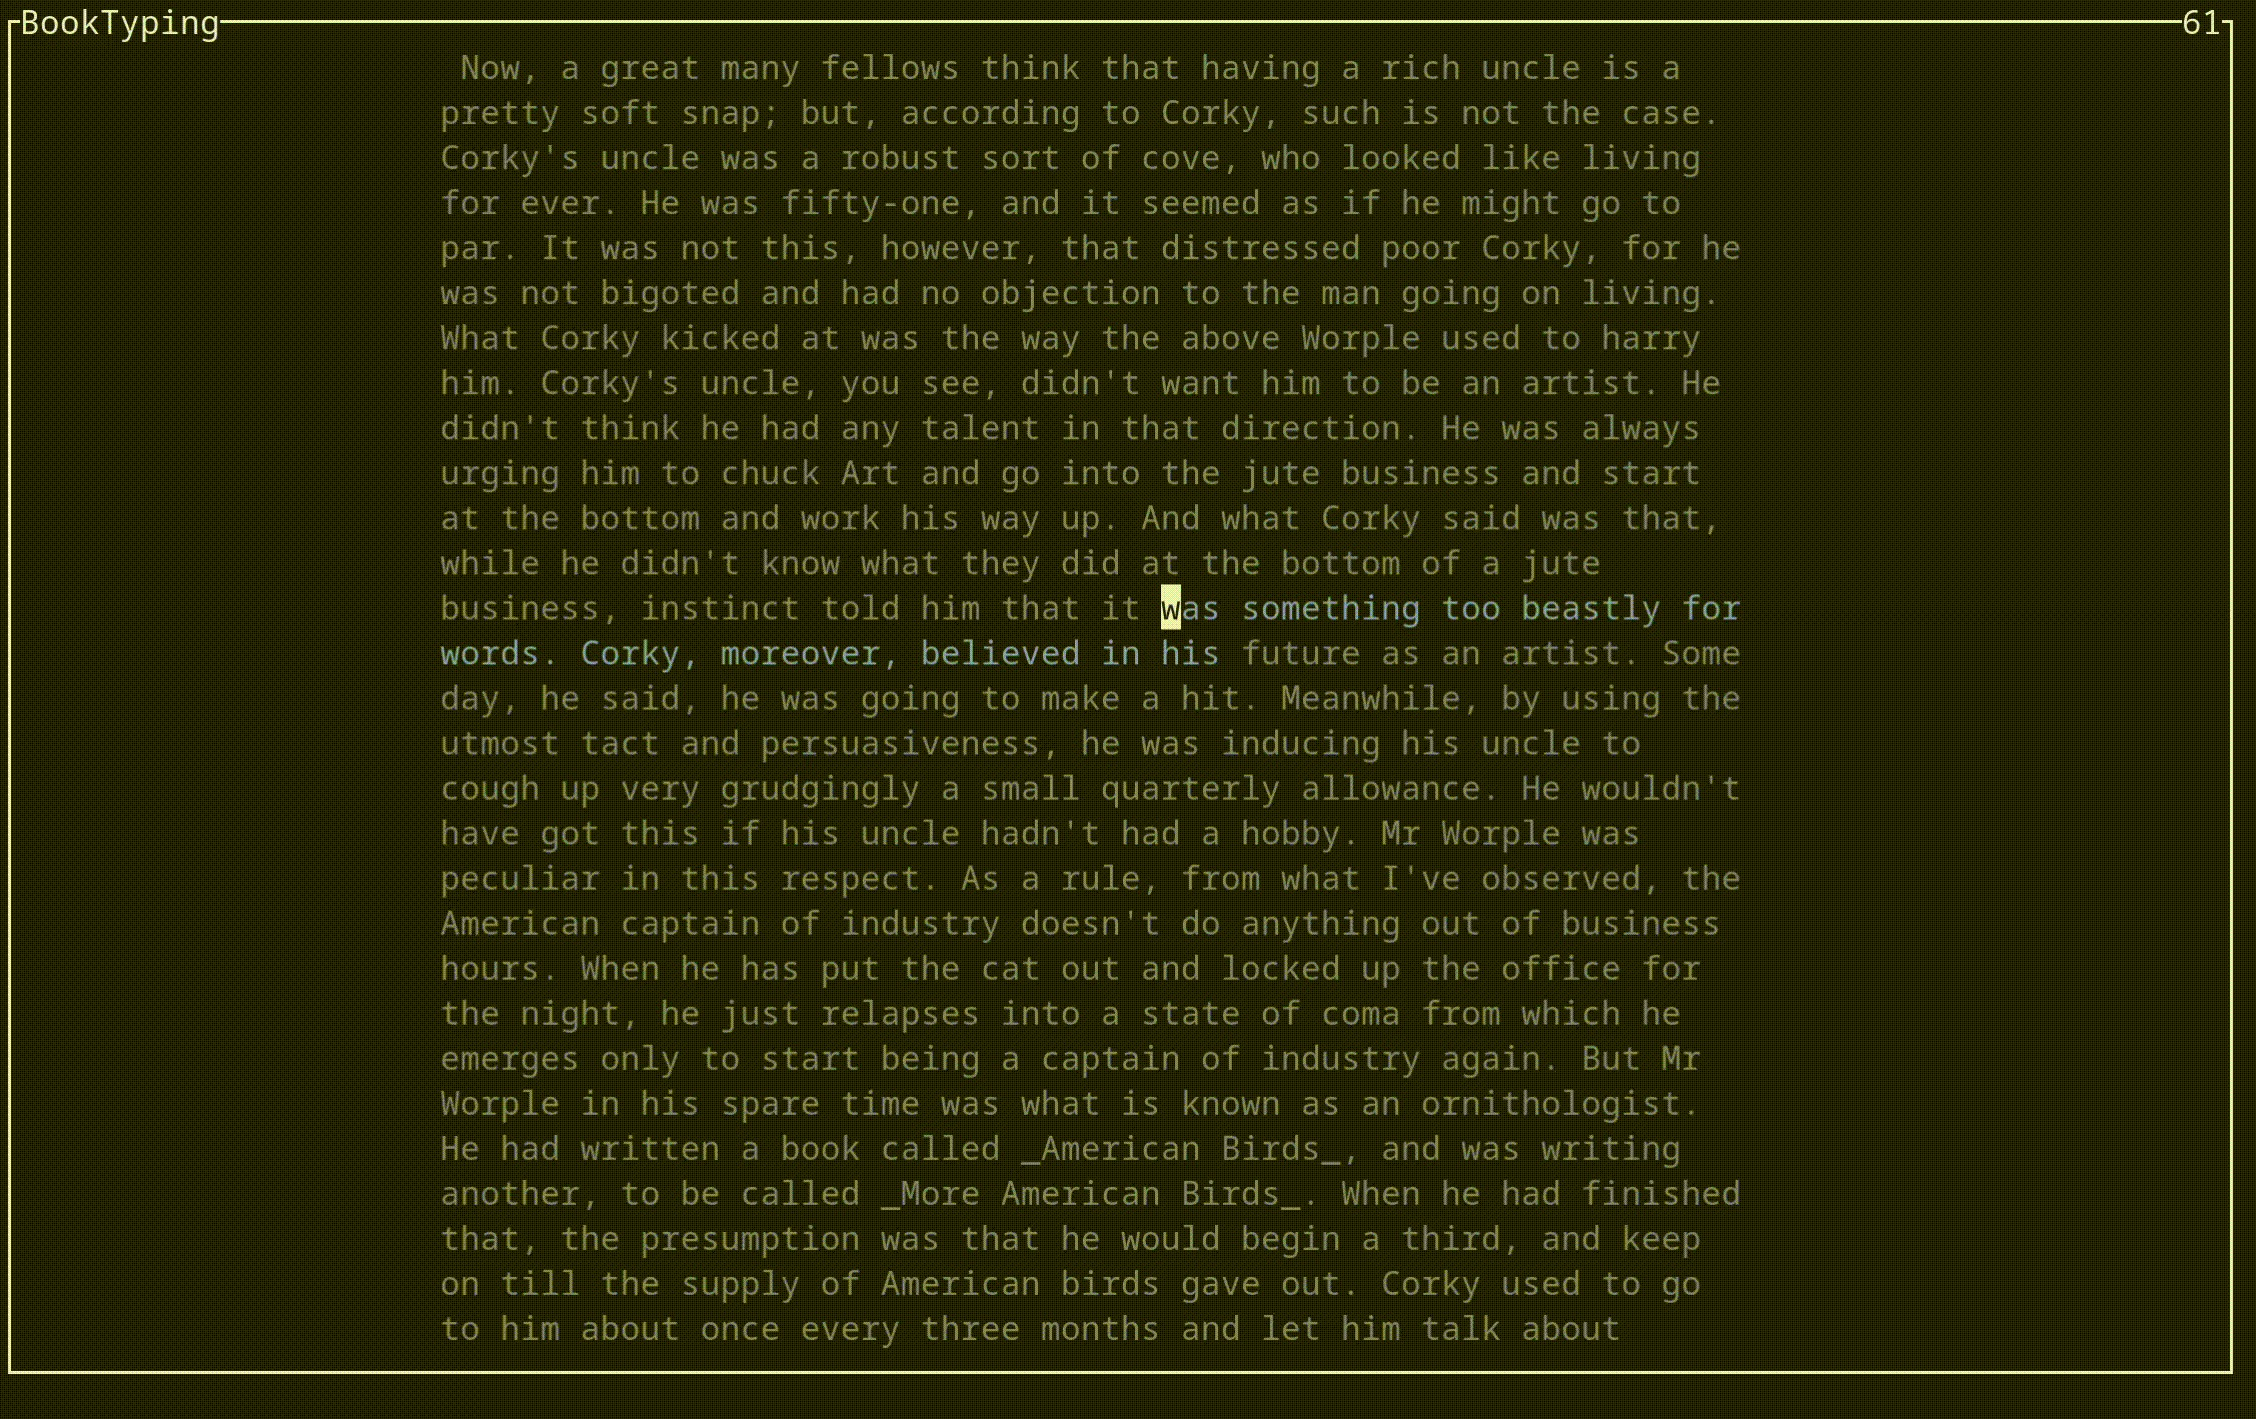 BookTyping 61
Now, a great many fellows think that having a rich uncle is a
pretty soft snap; but, according to Corky, such is not the case.
Corky's uncle was a robust sort of cove, who looked like living
for ever. He was fifty-one, and it seemed as if he might go to
par. It was not this, however, that distressed poor Corky, for he
was not bigoted and had no objection to the man going on living.
What Corky kicked at was the way the above Worple used to harry
him. Corky's uncle, you see, didn't want him to be an artist. He
didn't think he had any talent in that direction. He was always
urging him to chuck Art and go into the jute business and start
at the bottom and work his way up. And what Corky said was that,
while he didn't know what they did at the bottom of a jute
business, instinct told him that it was something too beastly for
words. Corky, moreover, believed in his future as an artist. Some
day, he said, he was going to make a hit. Meanwhile, by using the
utmost tact and persuasiveness, he was inducing his uncle to
cough up very grudgingly a small quarterly allowance. He wouldn't
have got this if his uncle hadn't had a hobby. Mr Worple was
peculiar in this respect. As a rule, from what I've observed, the
American captain of industry doesn't do anything out of business
hours. When he has put the cat out and locked up the office for
the night, he just relapses into a state of coma from which he
emerges only to start being a captain of industry again. But Mr
Worple in his spare time was what is known as an ornithologist.
He had written a book called _American Birds_, and was writing
another, to be called _More American Birds_. When he had finished
that, the presumption was that he would begin a third, and keep
on till the supply of American birds gave out. Corky used to go
to him about once every three months and let him talk about